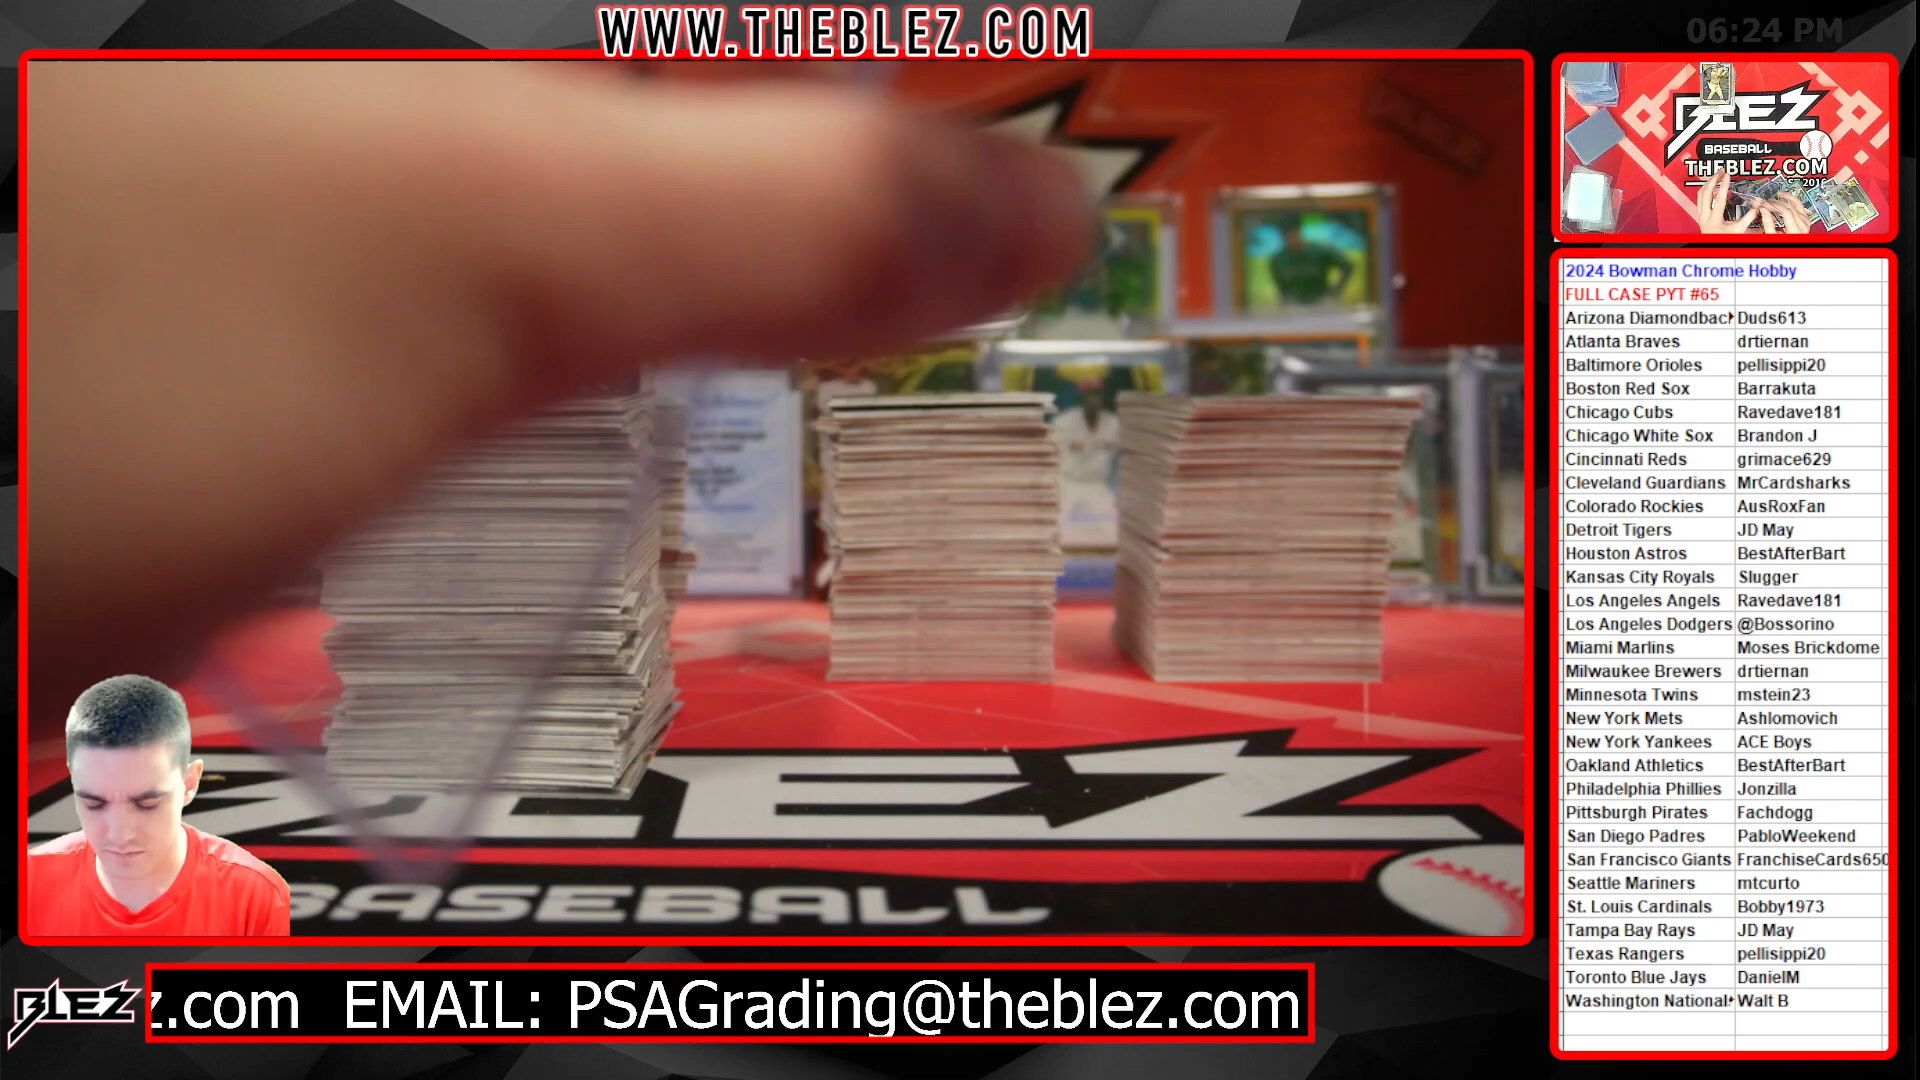 WWW.THEBLEZ.COM
06:24 PM
BLEZ
BASEBALL
THEBLEZ.COM
2024 Bowman Chrome Hobby
FULL CASE PYT #65
Arizona Diamondback Duds613
Atlanta Braves drtiernan
Baltimore Orioles pellisippi20
Boston Red Sox Barrakuta
Chicago Cubs Ravedave181
Chicago White Sox Brandon J
Cincinnati Reds grimace629
Cleveland Guardians MrCardsharks
Colorado Rockies AusRoxFan
Detroit Tigers JD May
Houston Astros BestAfterBart
Kansas City Royals Slugger
Los Angeles Angels Ravedave181
Los Angeles Dodgers @Bossorino
Miami Marlins Moses Brickdome
Milwaukee Brewers drtiernan
Minnesota Twins mstein23
New York Mets Ashlomovich
New York Yankees ACE Boys
Oakland Athletics BestAfterBart
Philadelphia Phillies Jonzilla
Pittsburgh Pirates Fachdogg
San Diego Padres PabloWeekend
San Francisco Giants FranchiseCards650
Seattle Mariners mtcurto
St. Louis Cardinals Bobby1973
Tampa Bay Rays JD May
Texas Rangers pellisippi20
Toronto Blue Jays DanielM
Washington National Walt B
BLEZ
BASEBALL
BLEZ
z.com EMAIL: PSAGrading@theblez.com